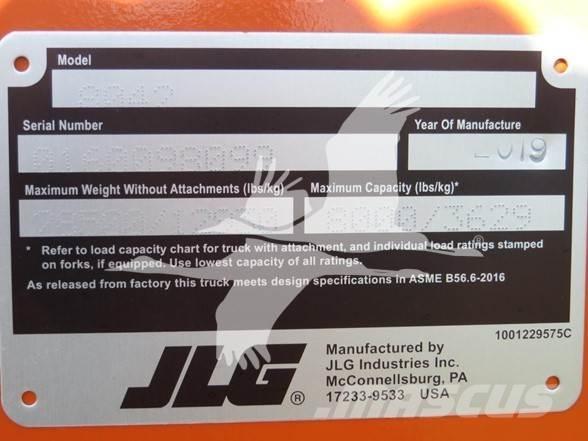 Model
8042
Serial Number
Year Of Manufacture
2019
Maximum Weight Without Attachments (lbs/kg)
Maximum Capacity (lbs/kg)*
8000/3629
* Refer to load capacity chart for truck with attachment, and individual load ratings stamped
on forks, if equipped. Use lowest capacity of all ratings.
As released from factory this truck meets design specifications in ASME B56.6-2016
1001229575C
JLG®
Manufactured by
JLG Industries Inc.
McConnellsburg, PA
17233-9533 USA
MASCUS